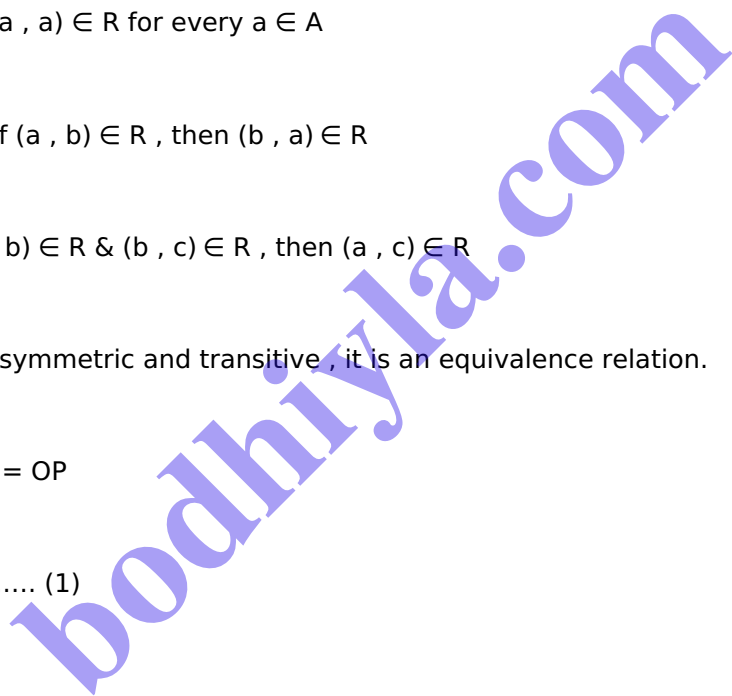 a , a) ∈ R for every a ∈ A
f (a , b) ∈ R , then (b , a) ∈ R
b) ∈ R & (b , c) ∈ R , then (a , c) ∈ R
symmetric and transitive , it is an equivalence relation.
= OP
.... (1)
bodhiyla.com